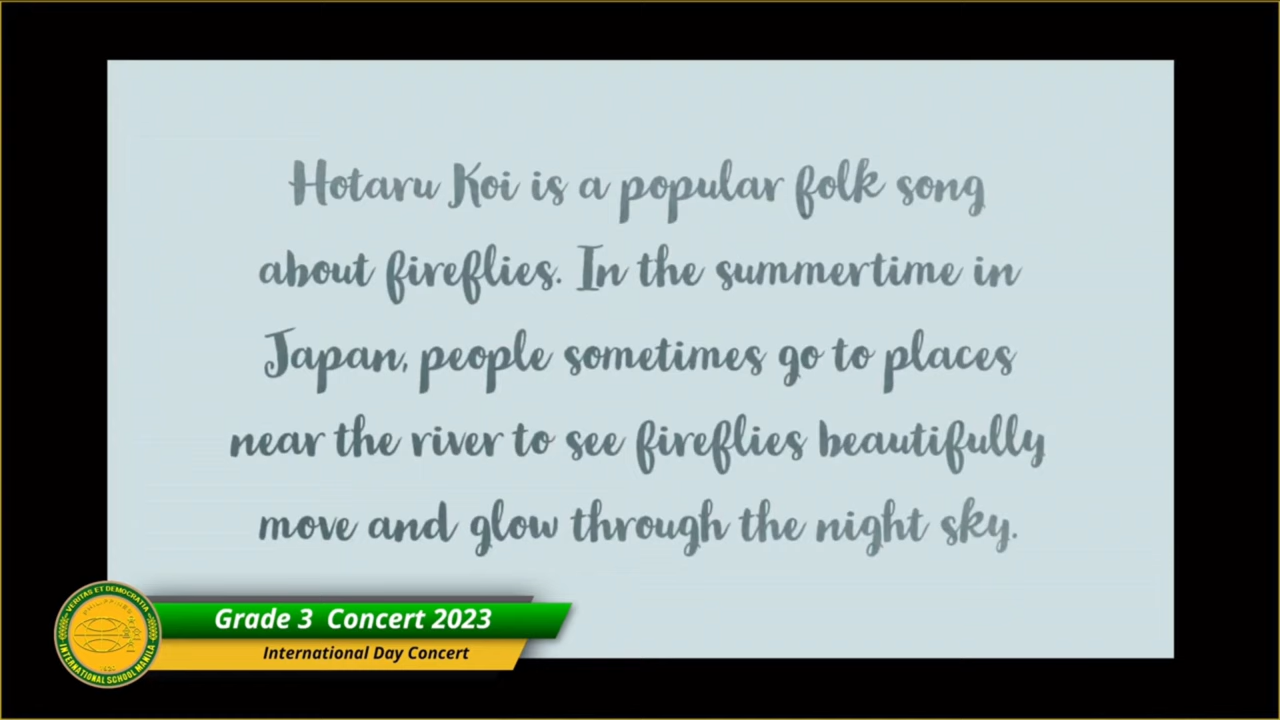 Hotaru Koi is a popular folk song
about fireflies. In the summertime in
Japan, people sometimes go to places
near the river to see fireflies beautifully
move and glow through the night sky.
Grade 3 Concert 2023
International Day Concert
VERITAS ET DEMOCRATIA
PHILIPPINES
INTERNATIONAL SCHOOL MANILA